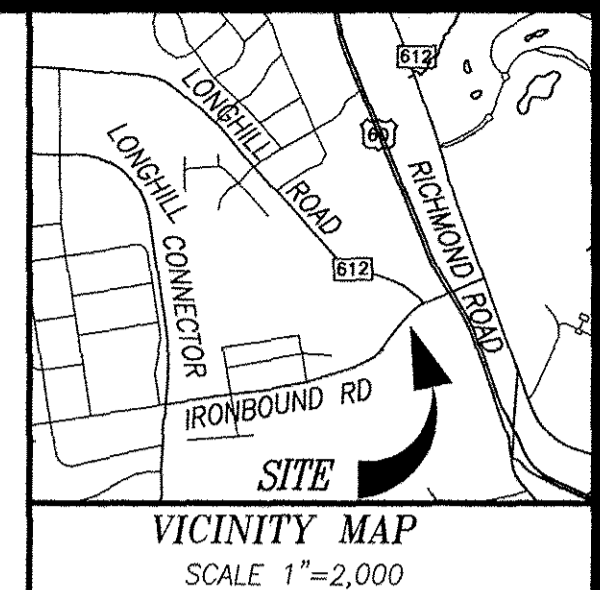 612
60
LONGHILL
ROAD
LONGHILL CONNECTOR
RICHMOND ROAD
612
IRONBOUND RD
SITE
VICINITY MAP
SCALE 1"=2,000